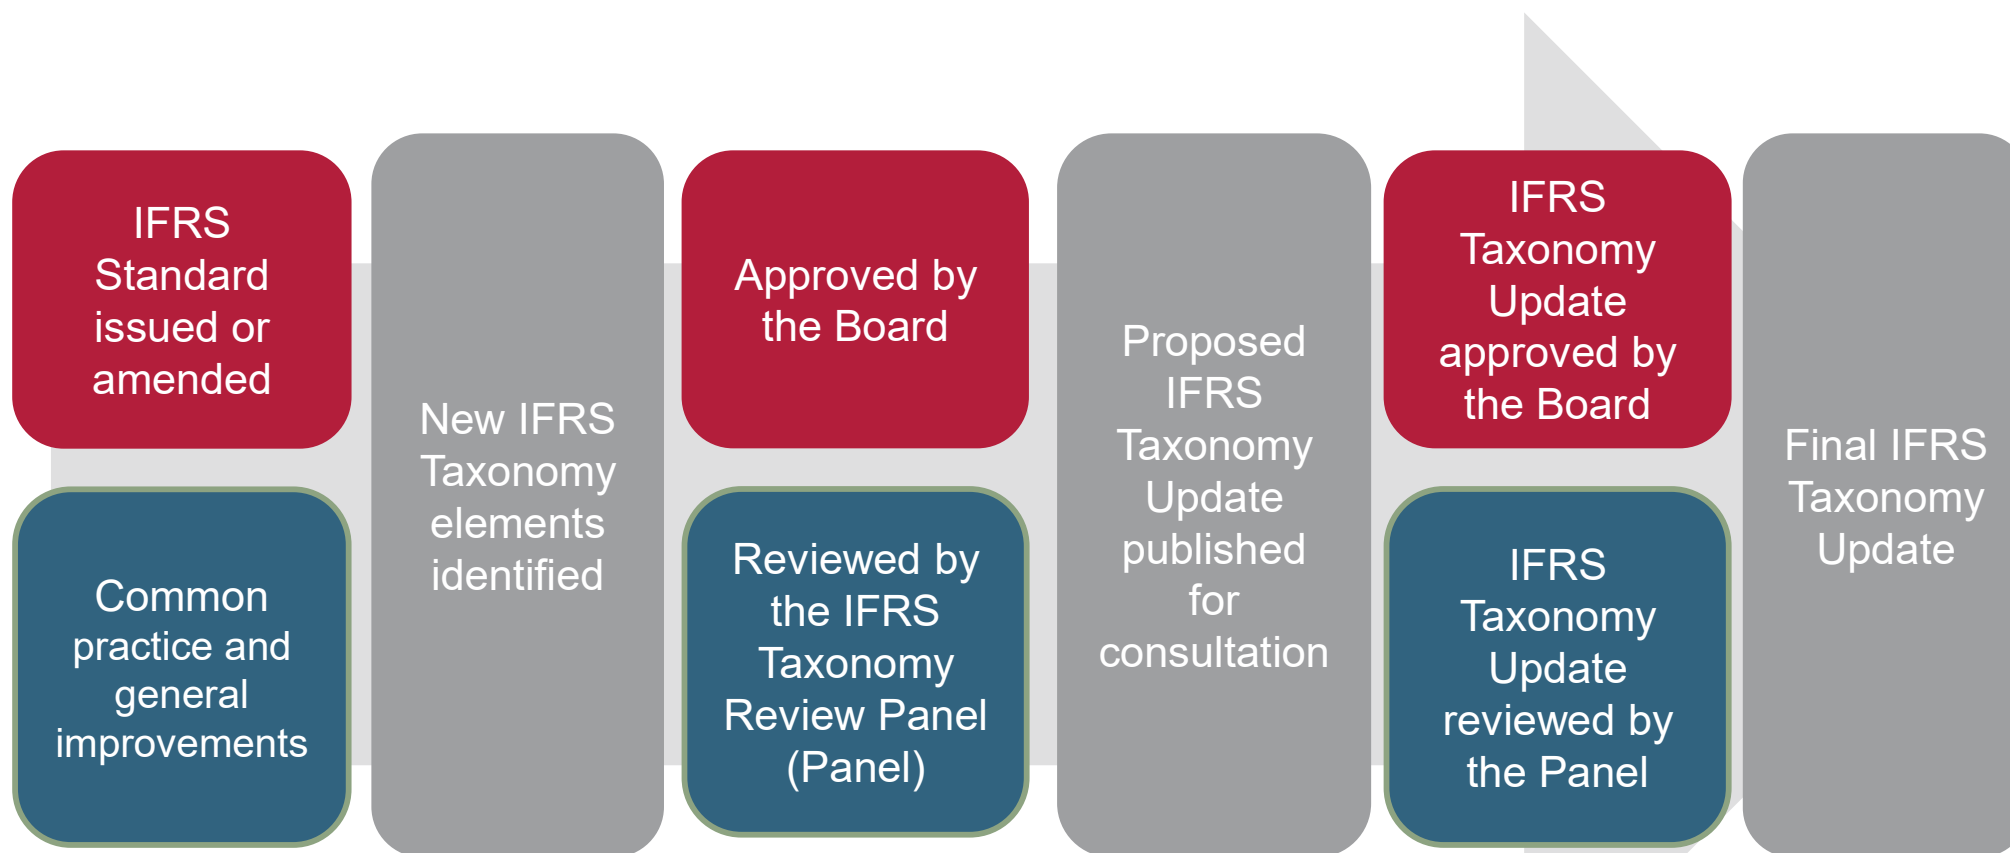 IFRS
Standard
issued or
amended
Common
practice and
general
improvements
New IFRS
Taxonomy
elements
identified
Approved by
the Board
Reviewed by
the IFRS
Taxonomy
Review Panel
(Panel)
Proposed
IFRS
Taxonomy
Update
published
for
consultation
IFRS
Taxonomy
Update
approved by
the Board
IFRS
Taxonomy
Update
reviewed by
the Panel
Final IFRS
Taxonomy
Update